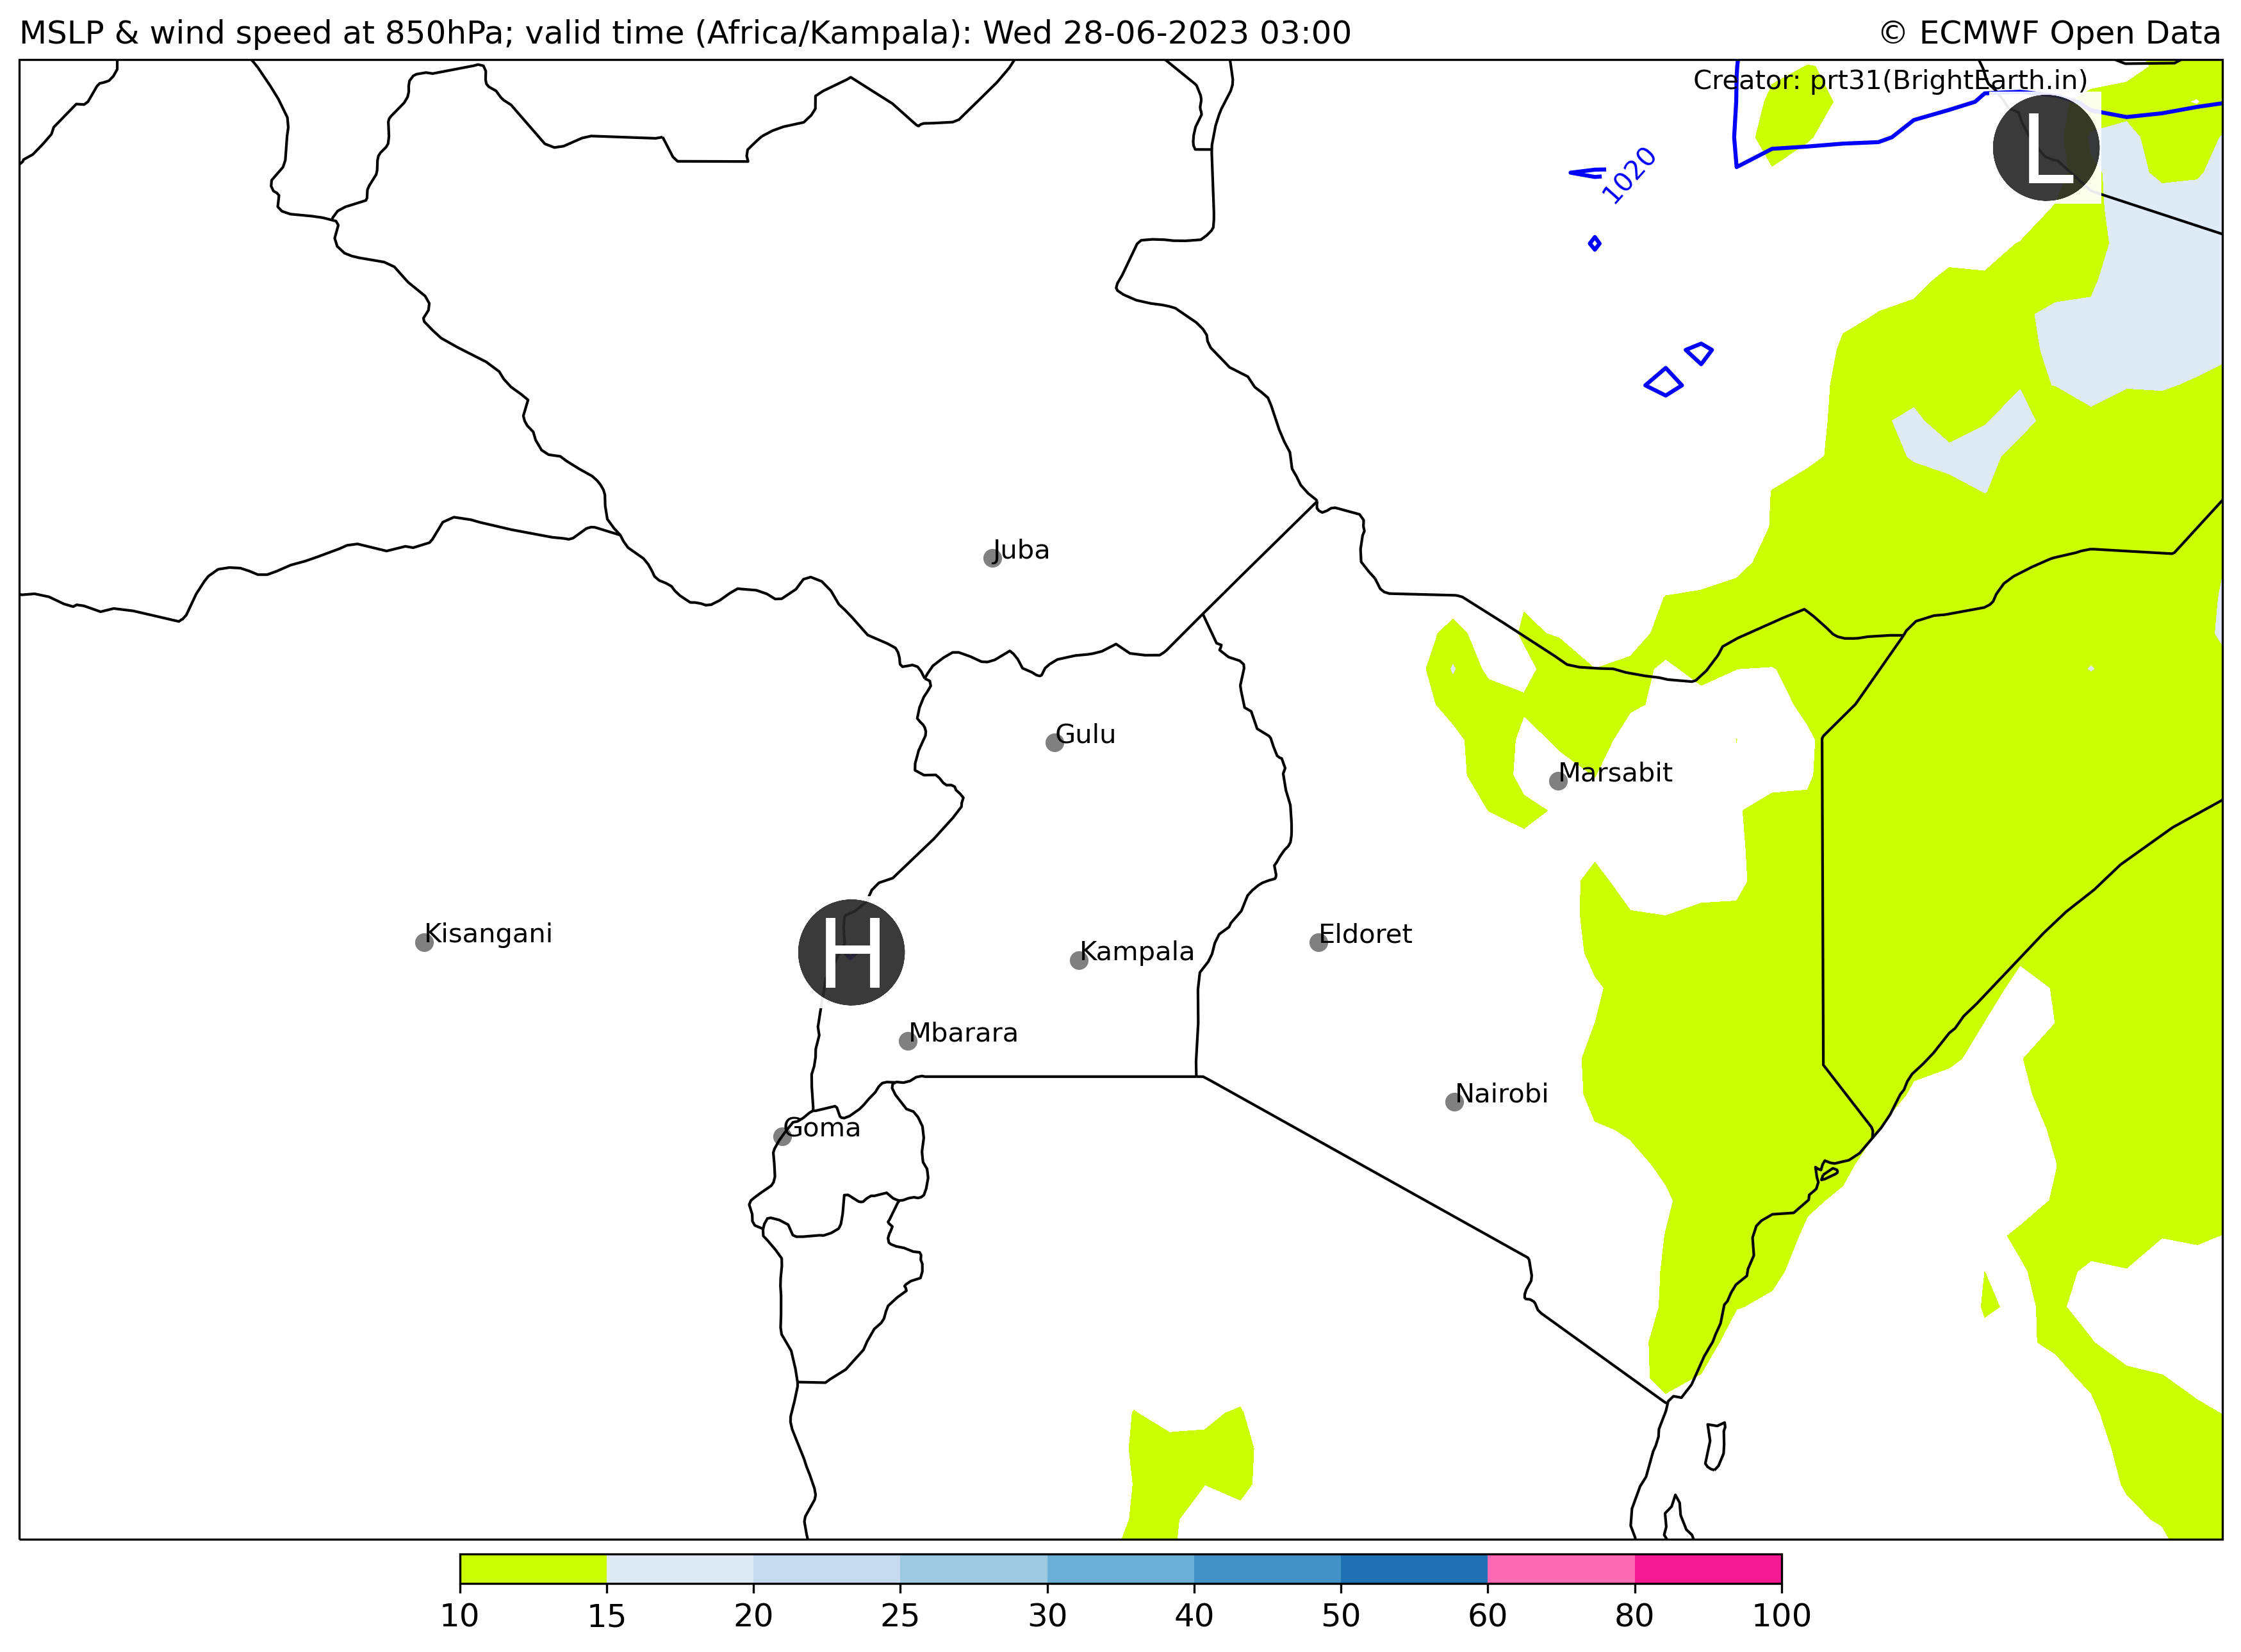 MSLP & wind speed at 850hPa; valid time (Africa/Kampala): Wed 28-06-2023 03:00 © ECMWF Open Data
Creator: prt31(BrightEarth.in)
L
1020
Juba
Gulu
Marsabit
Kisangani
H
Kampala
Eldoret
Mbarara
Nairobi
Goma
10 15 20 25 30 40 50 60 80 100